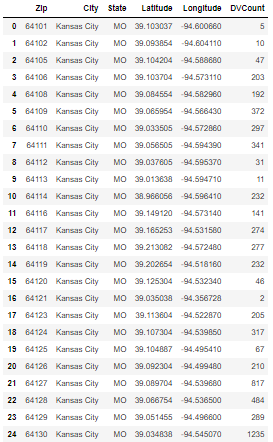 Zip City State Latitude Longitude DVCount
0 64101 Kansas City MO 39.103037 -94.600660 5
1 64102 Kansas City MO 39.093854 -94.604110 10
2 64105 Kansas City MO 39.104204 -94.588680 47
3 64106 Kansas City MO 39.103704 -94.573110 203
4 64108 Kansas City MO 39.084554 -94.582960 192
5 64109 Kansas City MO 39.065954 -94.566430 372
6 64110 Kansas City MO 39.033505 -94.572860 297
7 64111 Kansas City MO 39.056505 -94.594390 341
8 64112 Kansas City MO 39.037605 -94.595370 31
9 64113 Kansas City MO 39.013638 -94.594710 11
10 64114 Kansas City MO 38.966056 -94.596410 232
11 64116 Kansas City MO 39.149120 -94.573140 141
12 64117 Kansas City MO 39.165253 -94.531580 274
13 64118 Kansas City MO 39.213082 -94.572480 277
14 64119 Kansas City MO 39.202654 -94.518160 232
15 64120 Kansas City MO 39.125304 -94.532340 46
16 64121 Kansas City MO 39.035038 -94.356728 2
17 64123 Kansas City MO 39.113604 -94.522870 205
18 64124 Kansas City MO 39.107304 -94.539850 317
19 64125 Kansas City MO 39.104887 -94.495410 67
20 64126 Kansas City MO 39.092304 -94.499480 210
21 64127 Kansas City MO 39.089704 -94.539680 817
22 64128 Kansas City MO 39.066754 -94.536500 484
23 64129 Kansas City MO 39.051455 -94.496600 289
24 64130 Kansas City MO 39.034838 -94.545070 1235